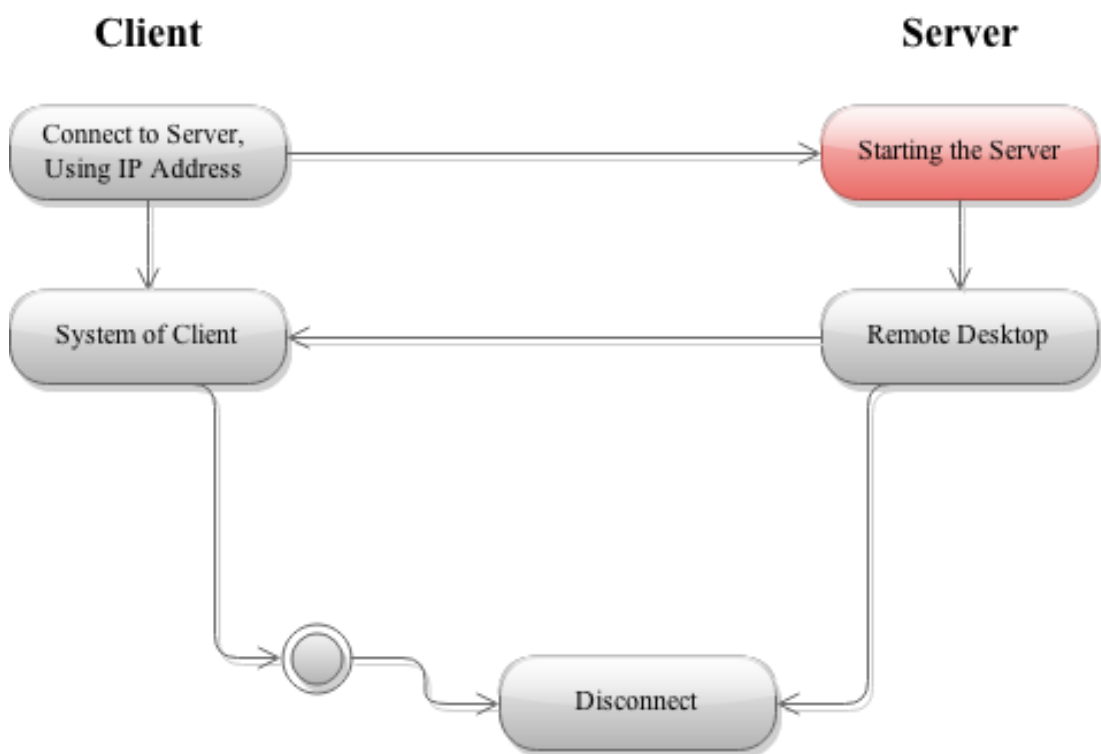 Client
Server
Connect to Server,
Using IP Address
Starting the Server
System of Client
Remote Desktop
Disconnect